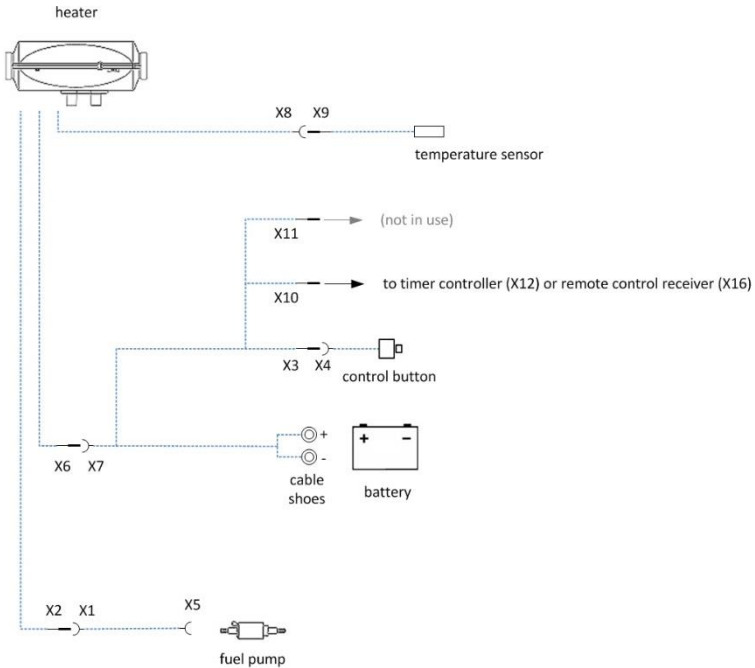 heater
X8 X9
temperature sensor
(not in use)
X11
to timer controller (X12) or remote control receiver (X16)
X10
X3 X4
control button
+
-
+ -
X6 X7
cable
shoes
battery
X2 X1
X5
fuel pump